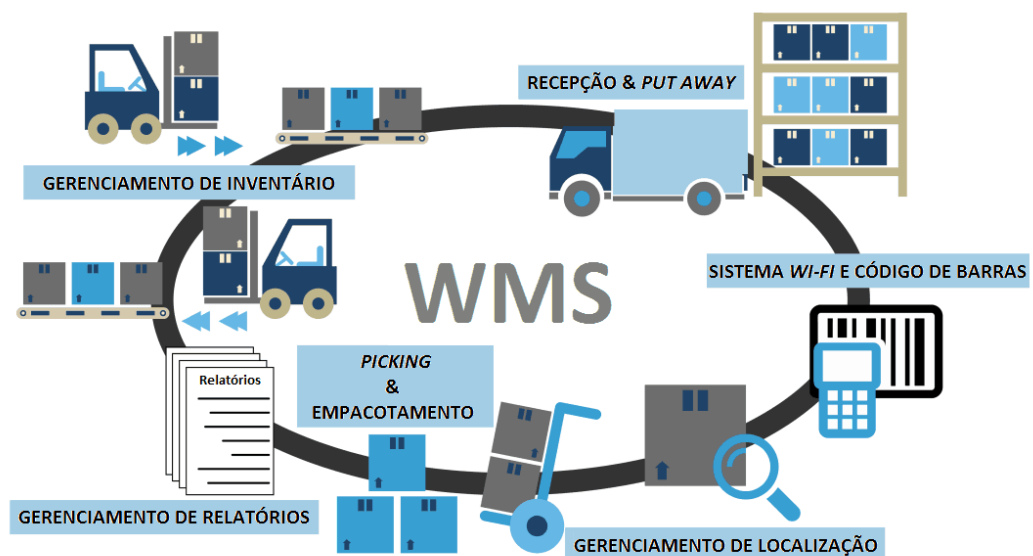 RECEPÇÃO & PUT AWAY
GERENCIAMENTO DE INVENTÁRIO
SISTEMA WI-FI E CÓDIGO DE BARRAS
WMS
PICKING
&
EMPACOTAMENTO
Relatórios
GERENCIAMENTO DE RELATÓRIOS
GERENCIAMENTO DE LOCALIZAÇÃO